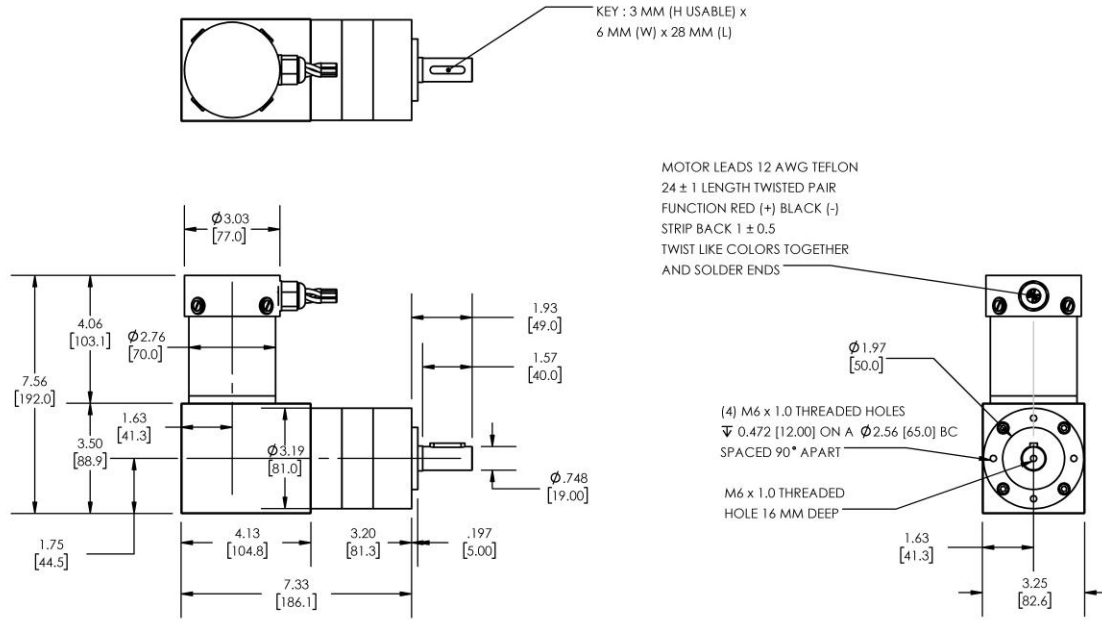 KEY : 3 MM (H USABLE) x
6 MM (W) x 28 MM (L)
MOTOR LEADS 12 AWG TEFLON
24 ± 1 LENGTH TWISTED PAIR
FUNCTION RED (+) BLACK (-)
STRIP BACK 1 ± 0.5
TWIST LIKE COLORS TOGETHER
AND SOLDER ENDS
Ø3.03
[77.0]
4.06
[103.1]
Ø2.76
[70.0]
7.56
[192.0]
1.63
[41.3]
3.50
[88.9]
Ø3.19
[81.0]
1.75
[44.5]
4.13
[104.8]
3.20
[81.3]
.197
[5.00]
7.33
[186.1]
1.93
[49.0]
1.57
[40.0]
Ø.748
[19.00]
Ø1.97
[50.0]
(4) M6 x 1.0 THREADED HOLES
↧ 0.472 [12.00] ON A Ø2.56 [65.0] BC
SPACED 90° APART
M6 x 1.0 THREADED
HOLE 16 MM DEEP
1.63
[41.3]
3.25
[82.6]